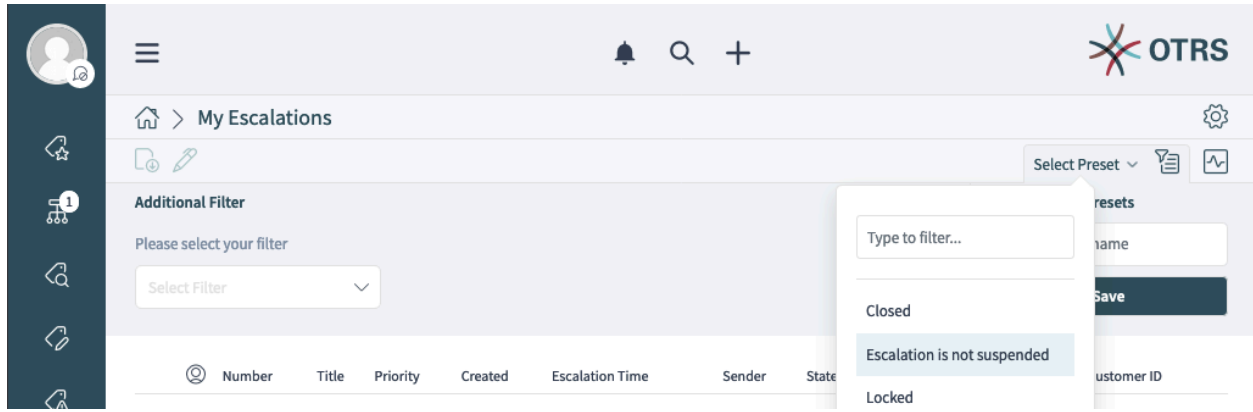 OTRS
My Escalations
Select Preset
1
Additional Filter
Please select your filter
Select Filter
Type to filter...
Closed
Escalation is not suspended
Locked
resets
name
Save
Number Title Priority Created Escalation Time Sender State
ustomer ID